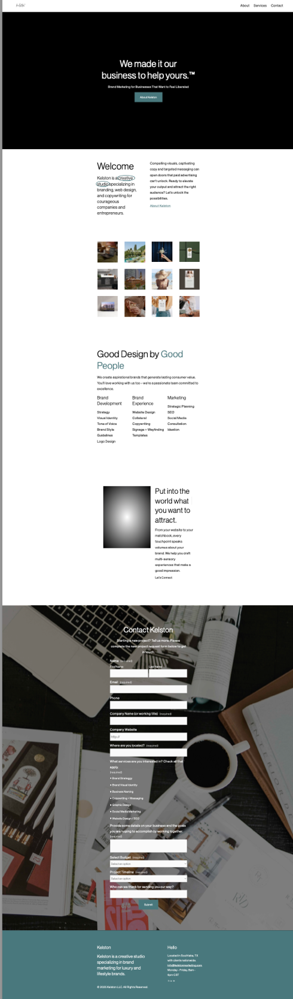 Kelston
About Services Contact
We made it our
business to help yours.™
Brand Marketing for Businesses That Want to Feel Liberated
About Kelston
Welcome
Kelston is a creative
studio specializing in
branding, web design,
and copywriting for
courageous
companies and
entrepreneurs.
Compelling visuals, captivating
copy and targeted messaging can
open doors that paid advertising
can't unlock. Ready to elevate
your output and attract the right
audience? Let's unlock the
possibilities.
About Kelston
Good Design by Good
People
We create aspirational brands that generate lasting consumer value.
You'll love working with us too – we're a passionate team committed to
excellence.
Brand
Development
Strategy
Visual Identity
Tone of Voice
Brand Style
Guidelines
Logo Design
Brand
Experience
Website Design
Collateral
Copywriting
Signage + Wayfinding
Templates
Marketing
Strategic Planning
SEO
Social Media
Consultation
Ideation
Put into the
world what
you want to
attract.
From your website to your
matchbook, every
touchpoint speaks
volumes about your
brand. We help you craft
multi-sensory
experiences that make a
good impression.
Let's Connect
Contact Kelston
Starting a new project? Tell us more. Please
complete the new project request form below to get
in touch.
Name (required)
First Name Last Name
Email (required)
Phone
Company Name (or working title) (required)
Company Website
http://
Where are you located? (required)
What services are you interested in? Check all that
apply.
(required)
Brand Strategy
Brand Visual Identity
Business Naming
Copywriting + Messaging
Graphic Design
Social Media Marketing
Website Design / SEO
Provide some details on your business and the goals
you are hoping to accomplish by working together.
(required)
Select Budget (required)
Select an option
Project Timeline (required)
Select an option
Who can we thank for sending you our way?
Submit
Kelston
Kelston is a creative studio
specializing in brand
marketing for luxury and
lifestyle brands.
Hello
Located in Southlake, TX
with clients nationwide.
info@kelstonmarketing.com
Monday - Friday, 8am -
6pm CST
© 2025 Kelston LLC. All Rights Reserved.